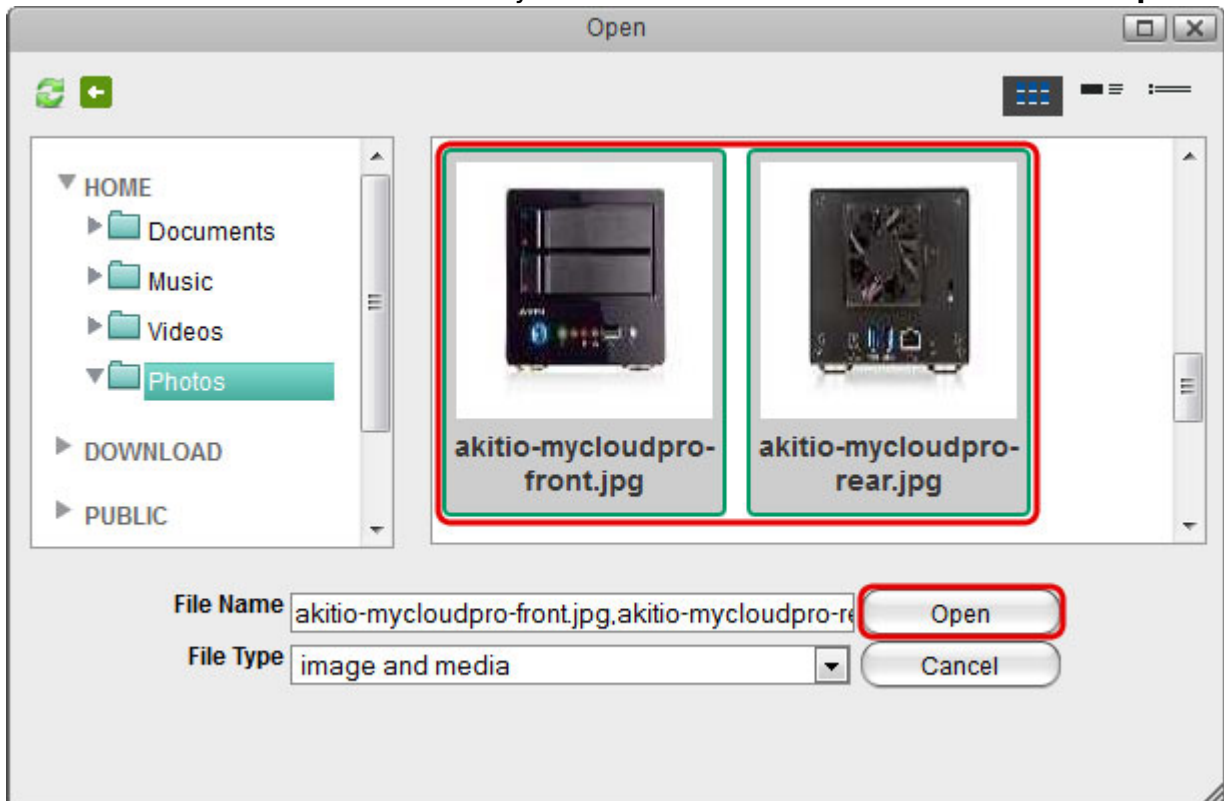 Open
HOME
Documents
Music
Videos
Photos
DOWNLOAD
PUBLIC
akitio-mycloudpro-
front.jpg
akitio-mycloudpro-
rear.jpg
File Name akitio-mycloudpro-front.jpg,akitio-mycloudpro-re Open
File Type image and media Cancel